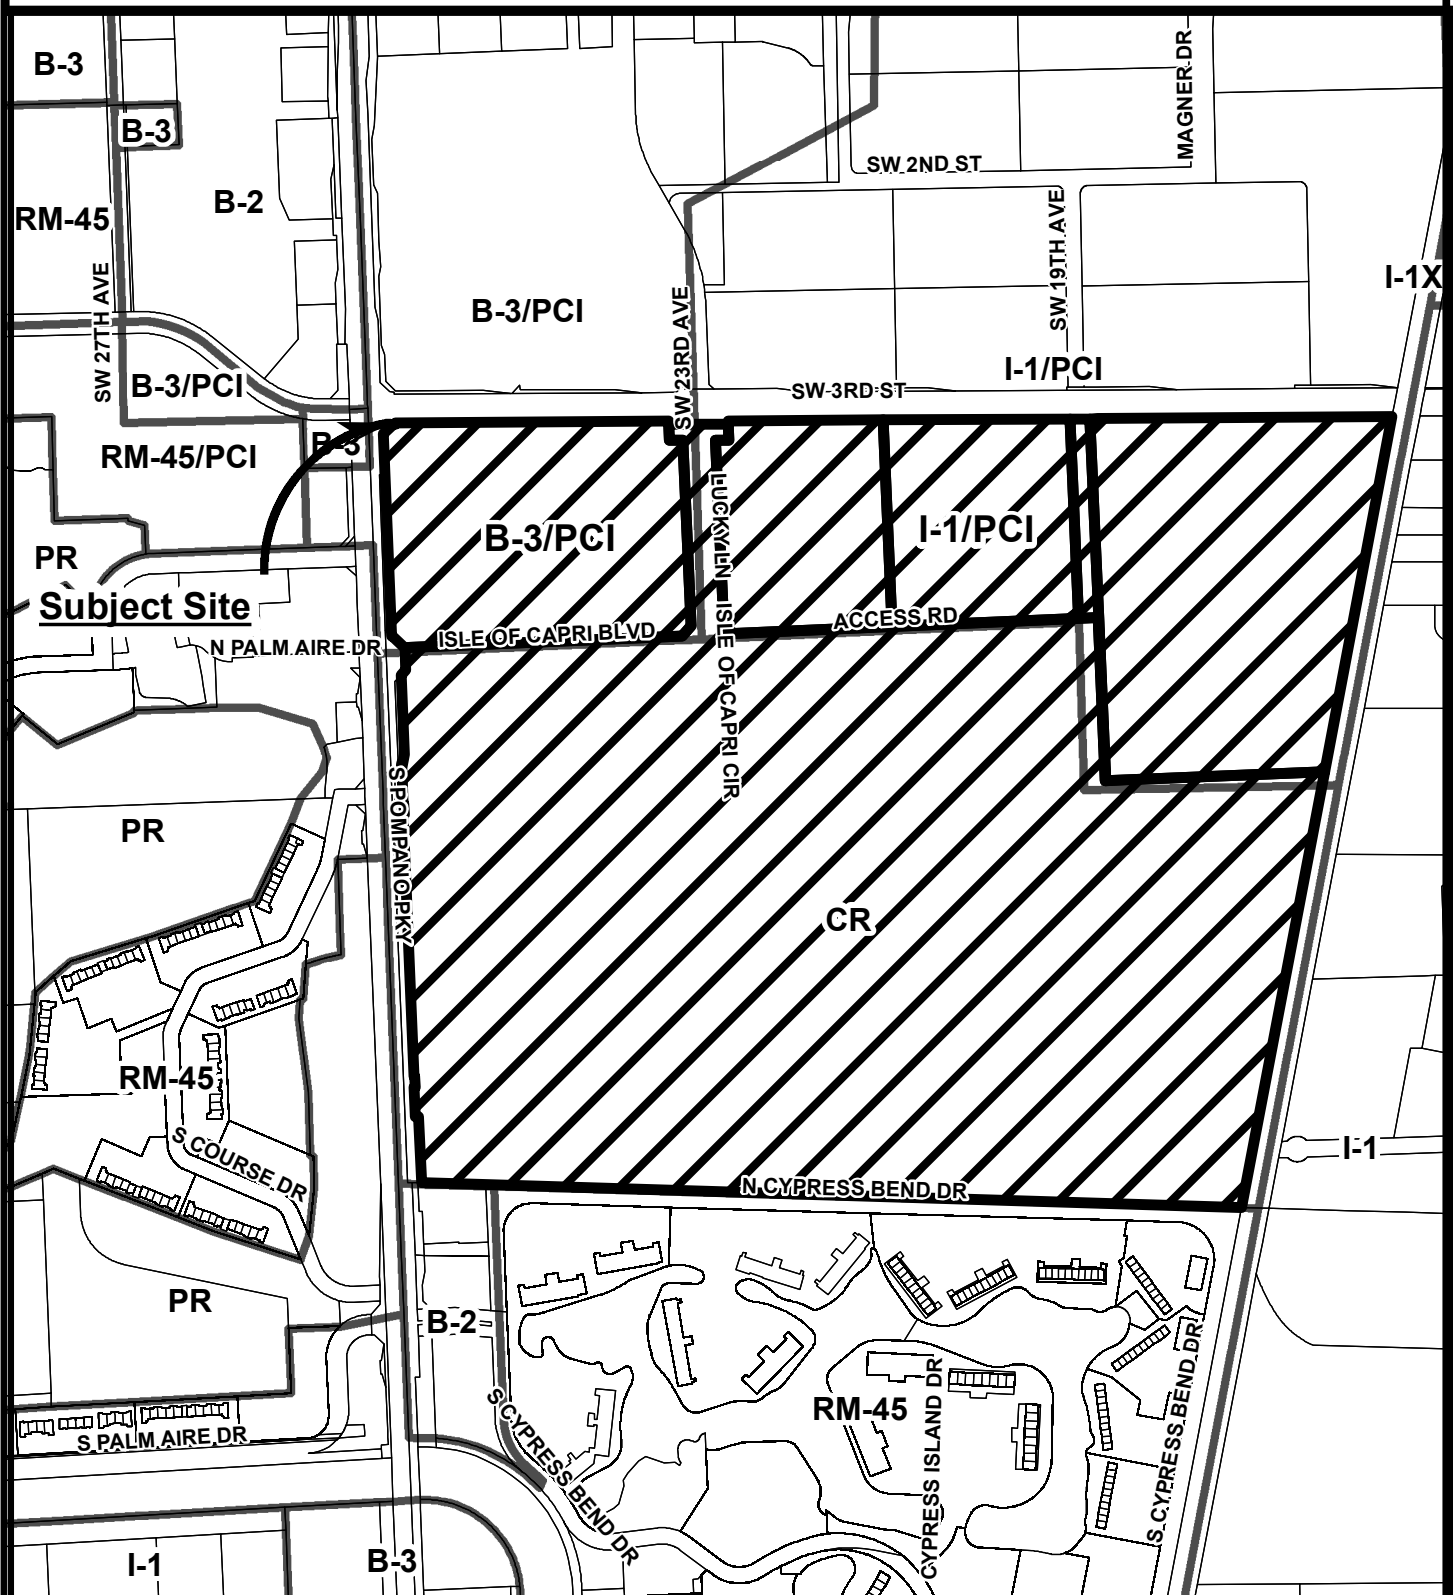 B-3
MAGNER DR
B-3
SW 2ND ST
B-2
RM-45
SW 19TH AVE
I-1X
SW 27TH AVE
B-3/PCI
SW 23RD AVE
I-1/PCI
B-3/PCI
SW 3RD ST
B-3
RM-45/PCI
LUCKY LN
B-3/PCI
I-1/PCI
PR
Subject Site
ISLE OF CAPRI BLVD
ACCESS RD
N PALM AIRE DR
ISLE OF CAPRI CIR
S POMPANO PKY
PR
CR
RM-45
S COURSE DR
I-1
N CYPRESS BEND DR
PR
B-2
S CYPRESS BEND DR
RM-45
CYPRESS ISLAND DR
S CYPRESS BEND DR
S PALM AIRE DR
I-1
B-3